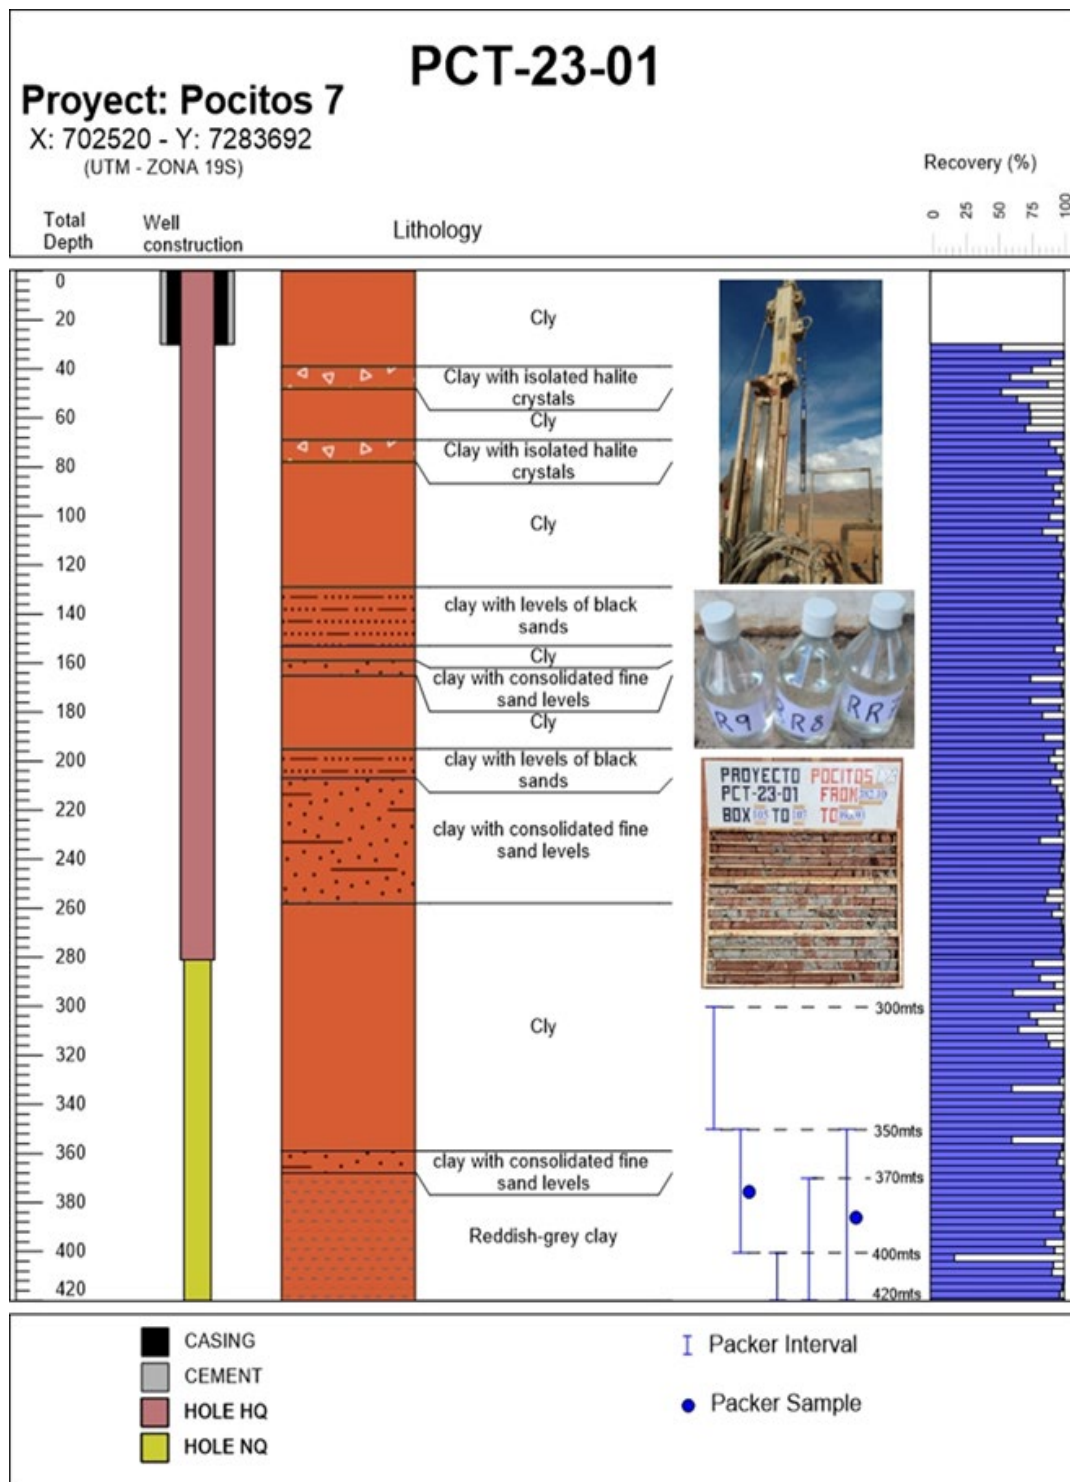 PCT-23-01
Proyect: Pocitos 7
X: 702520 - Y: 7283692
(UTM - ZONA 19S)
Recovery (%)
0 25 50 75 100
Total
Depth
Well
construction
Lithology
0
20
40
60
80
100
120
140
160
180
200
220
240
260
280
300
320
340
360
380
400
420
Cly
Clay with isolated halite
crystals
Cly
Clay with isolated halite
crystals
Cly
clay with levels of black
sands
Cly
clay with consolidated fine
sand levels
Cly
clay with levels of black
sands
clay with consolidated fine
sand levels
Cly
clay with consolidated fine
sand levels
Reddish-grey clay
R9
R8
RR7
PROYECTO POCITOS
PCT-23-01 FROM
BOX 105 TO 107 TO
300mts
350mts
370mts
400mts
420mts
CASING
CEMENT
HOLE HQ
HOLE NQ
Packer Interval
Packer Sample